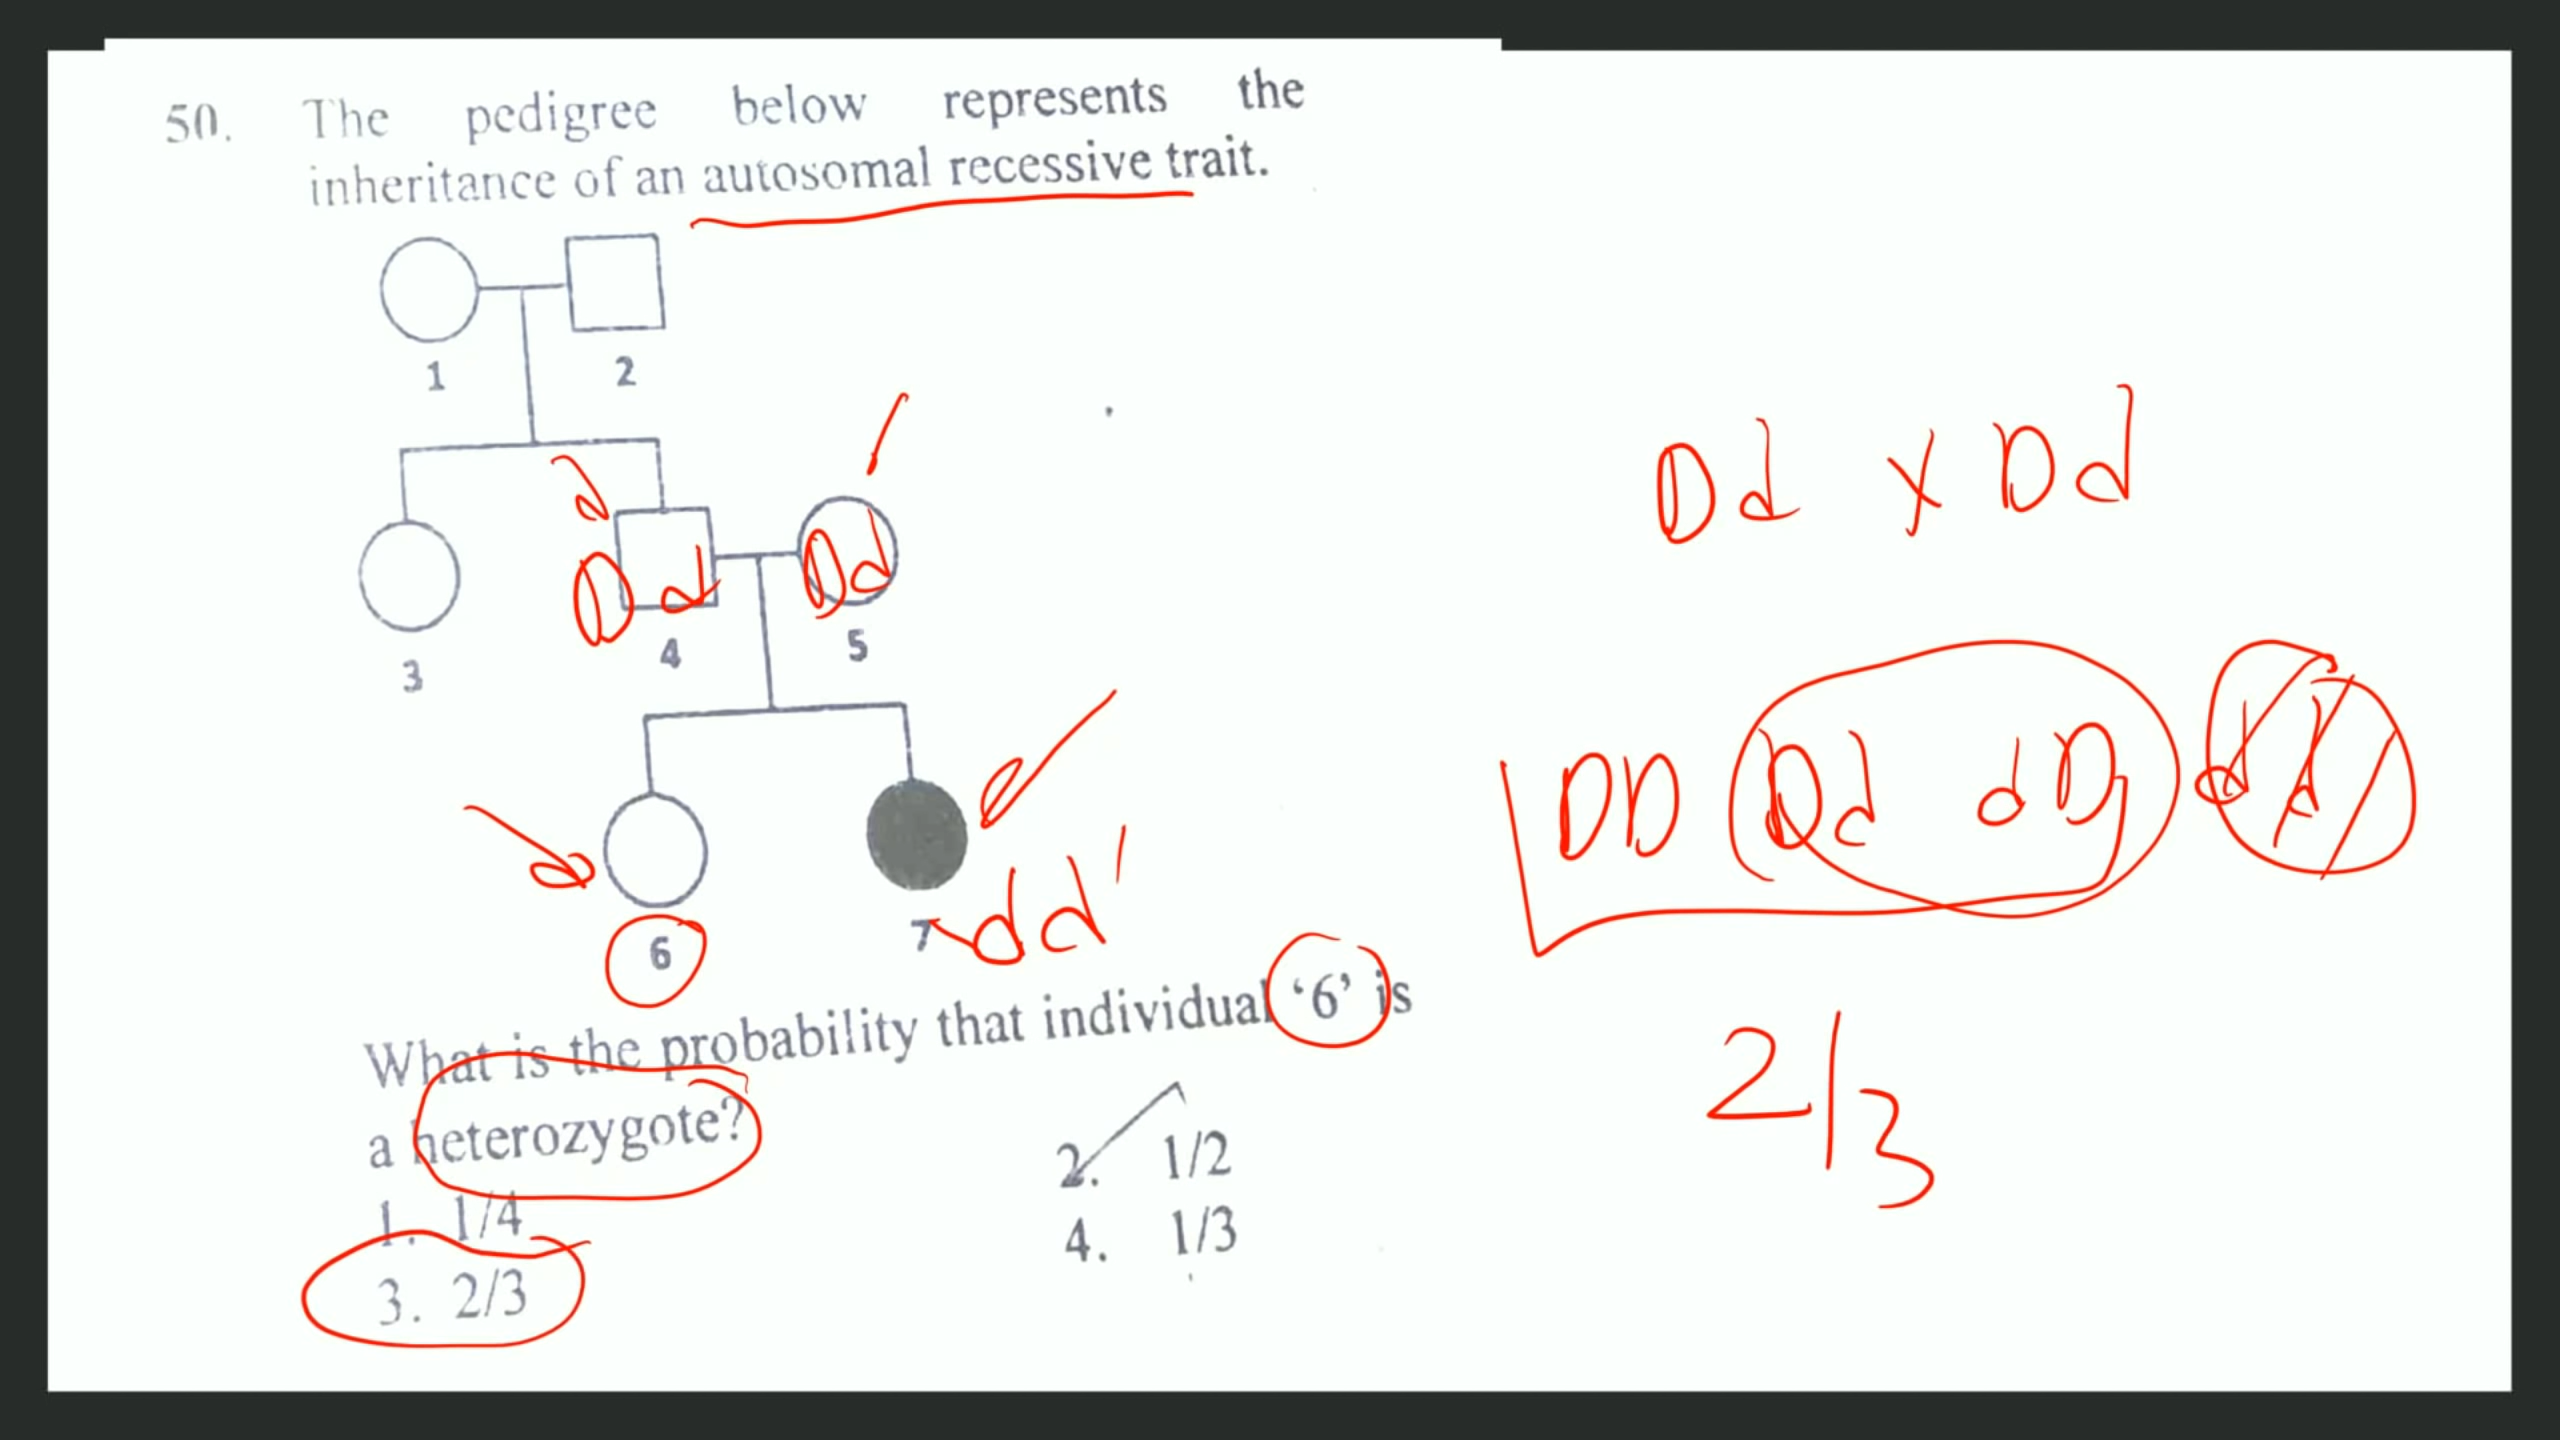 50. The pedigree below represents the
inheritance of an autosomal recessive trait.
1 2
Dd Dd
3 4 5
Dd x Dd
DD Dd dD dd
6 7 dd
What is the probability that individual '6' is
a heterozygote?
1. 1/4 2. 1/2
3. 2/3 4. 1/3
2/3